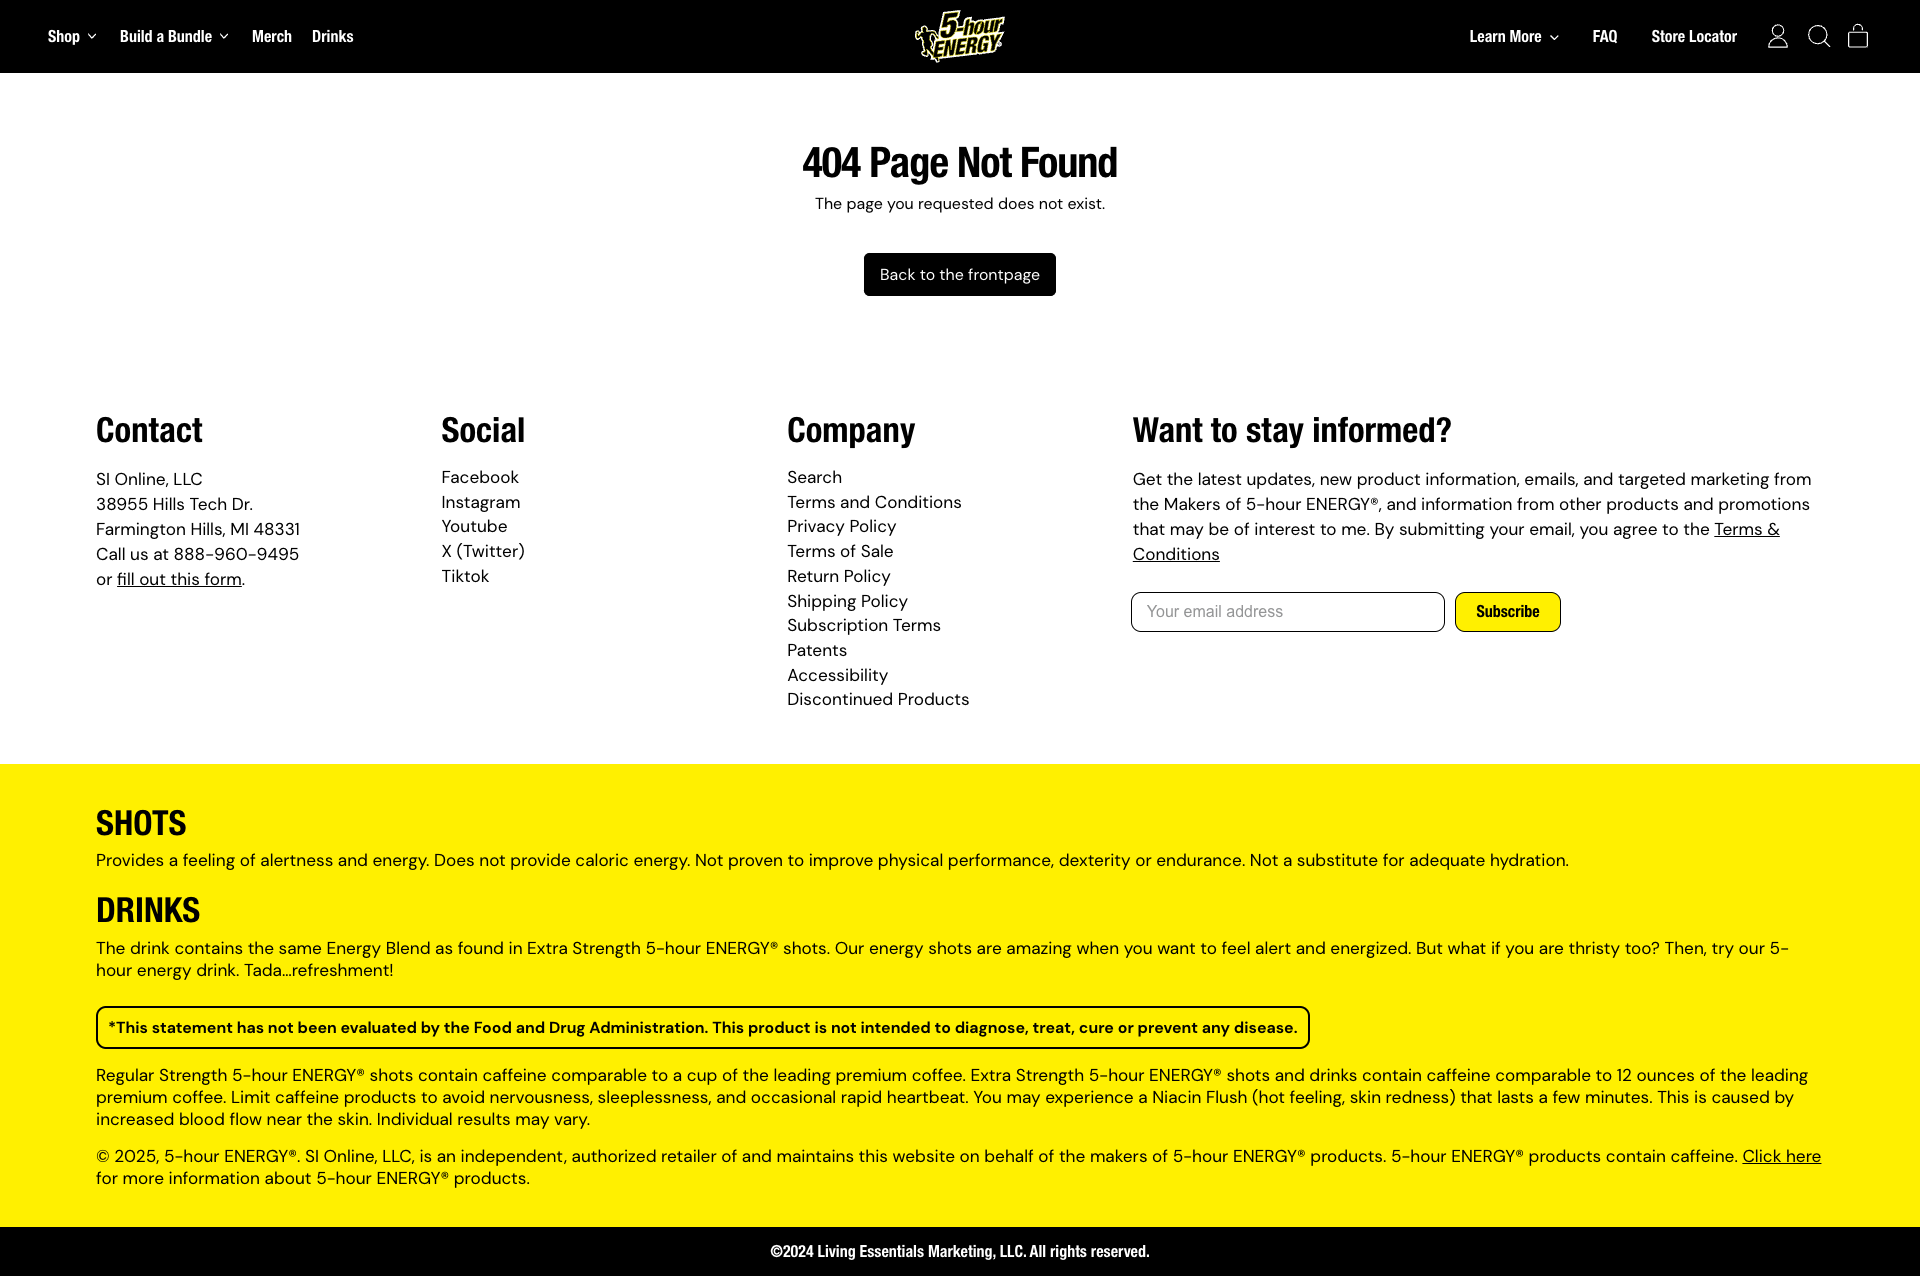 Shop
Build a Bundle
Merch
Drinks
5-hour
ENERGY
Learn More
FAQ
Store Locator
404 Page Not Found
The page you requested does not exist.
Back to the frontpage
Contact
SI Online, LLC
38955 Hills Tech Dr.
Farmington Hills, MI 48331
Call us at 888-960-9495
or fill out this form.
Social
Facebook
Instagram
Youtube
X (Twitter)
Tiktok
Company
Search
Terms and Conditions
Privacy Policy
Terms of Sale
Return Policy
Shipping Policy
Subscription Terms
Patents
Accessibility
Discontinued Products
Want to stay informed?
Get the latest updates, new product information, emails, and targeted marketing from
the Makers of 5-hour ENERGY®, and information from other products and promotions
that may be of interest to me. By submitting your email, you agree to the Terms &
Conditions
Your email address
Subscribe
SHOTS
Provides a feeling of alertness and energy. Does not provide caloric energy. Not proven to improve physical performance, dexterity or endurance. Not a substitute for adequate hydration.
DRINKS
The drink contains the same Energy Blend as found in Extra Strength 5-hour ENERGY® shots. Our energy shots are amazing when you want to feel alert and energized. But what if you are thristy too? Then, try our 5-
hour energy drink. Tada...refreshment!
*This statement has not been evaluated by the Food and Drug Administration. This product is not intended to diagnose, treat, cure or prevent any disease.
Regular Strength 5-hour ENERGY® shots contain caffeine comparable to a cup of the leading premium coffee. Extra Strength 5-hour ENERGY® shots and drinks contain caffeine comparable to 12 ounces of the leading
premium coffee. Limit caffeine products to avoid nervousness, sleeplessness, and occasional rapid heartbeat. You may experience a Niacin Flush (hot feeling, skin redness) that lasts a few minutes. This is caused by
increased blood flow near the skin. Individual results may vary.
© 2025, 5-hour ENERGY®. SI Online, LLC, is an independent, authorized retailer of and maintains this website on behalf of the makers of 5-hour ENERGY® products. 5-hour ENERGY® products contain caffeine. Click here
for more information about 5-hour ENERGY® products.
©2024 Living Essentials Marketing, LLC. All rights reserved.